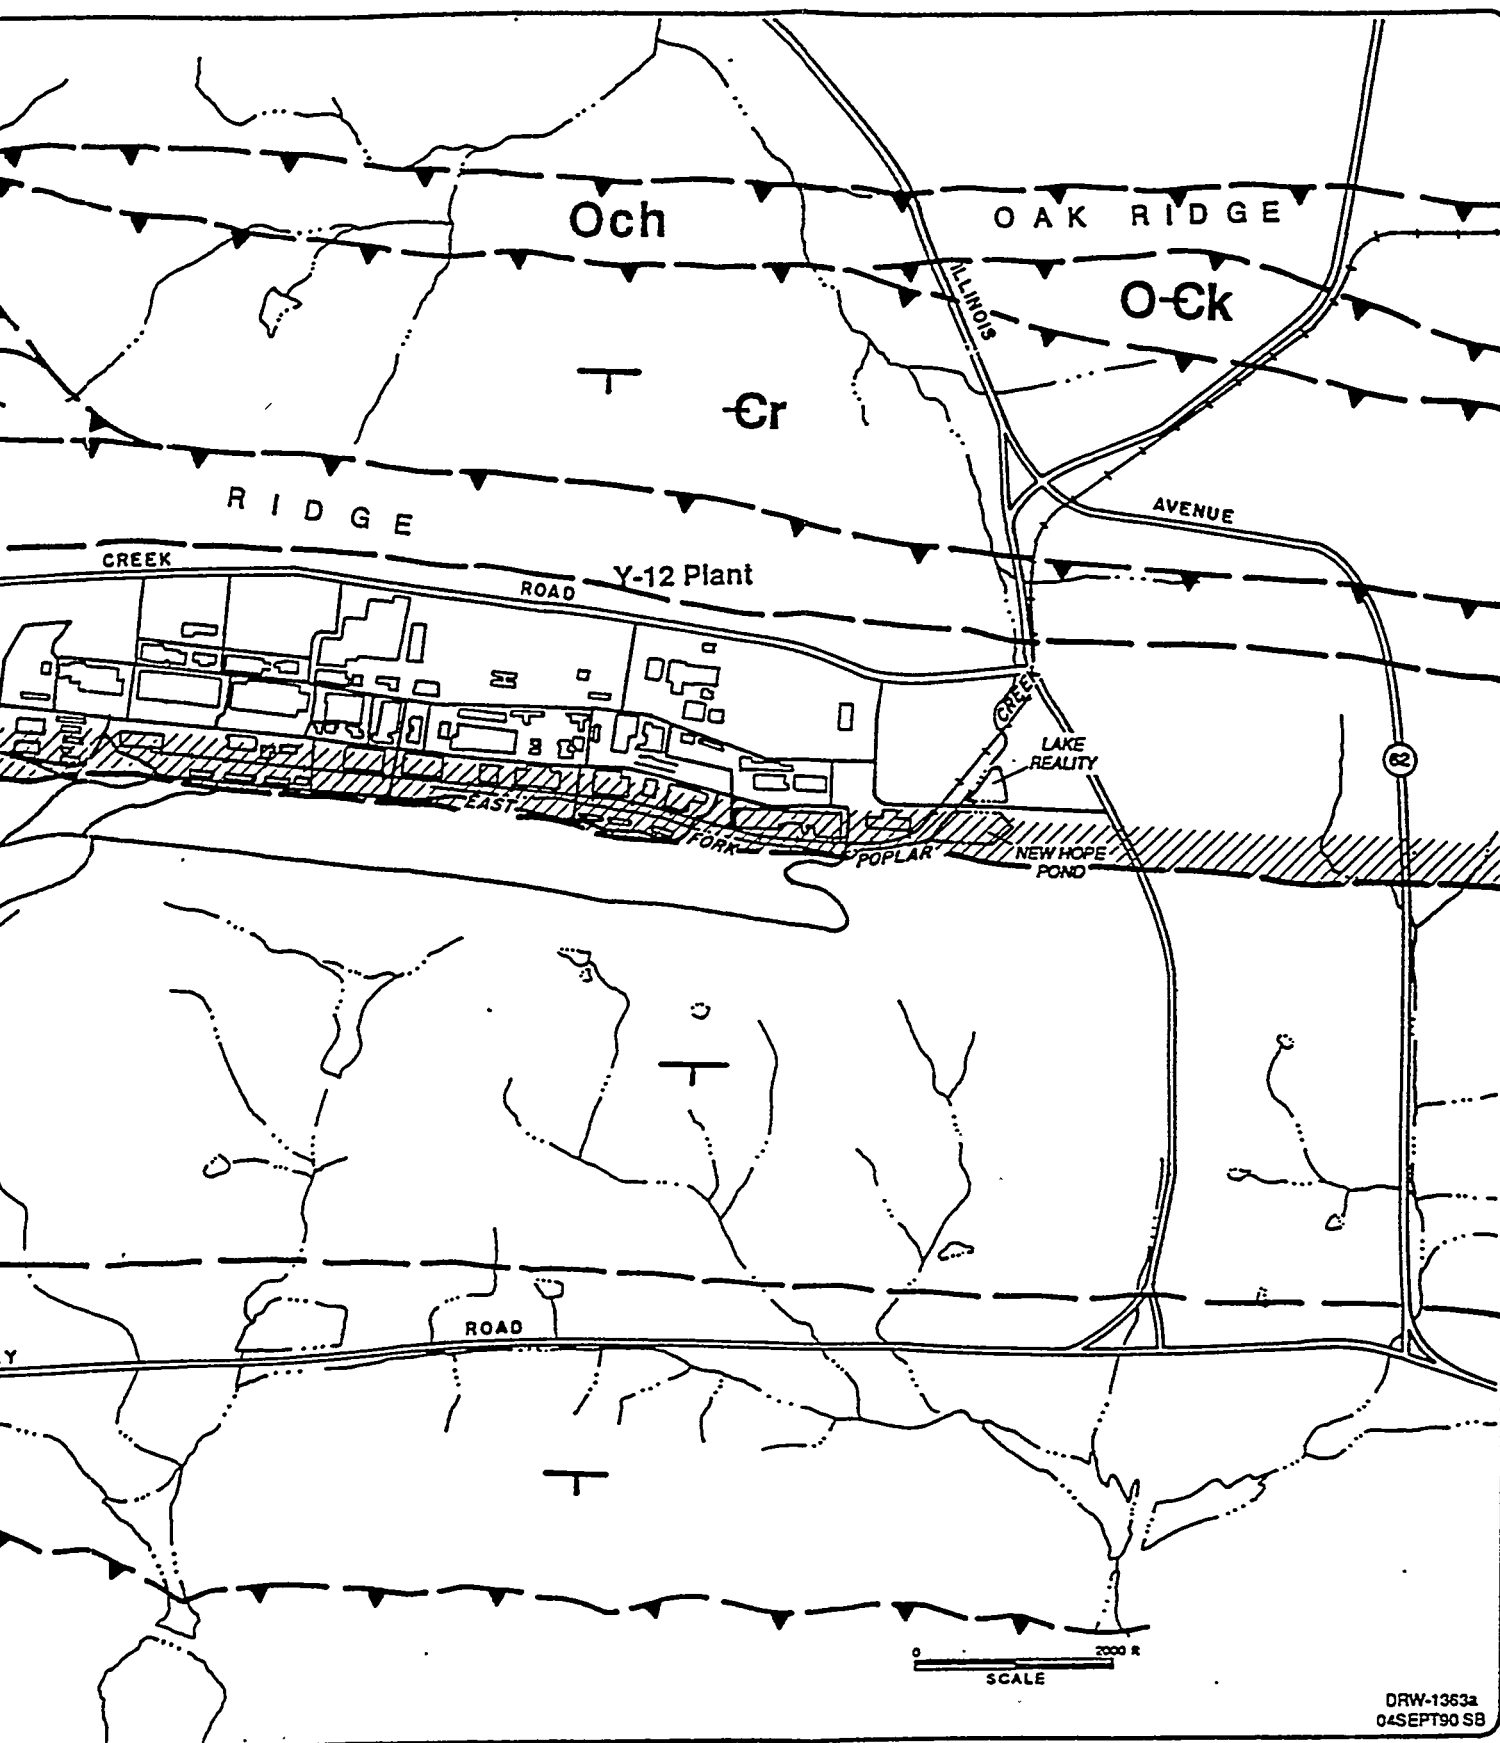 Och
OAK RIDGE
ILLINOIS
O-Ꞓk
Ꞓr
AVENUE
RIDGE
CREEK
ROAD
Y-12 Plant
LAKE
REALITY
62
EAST
FORK
POPLAR
NEW HOPE
POND
ROAD
Y
0 2000 ft
SCALE
DRW-1363a
04SEPT90 SB